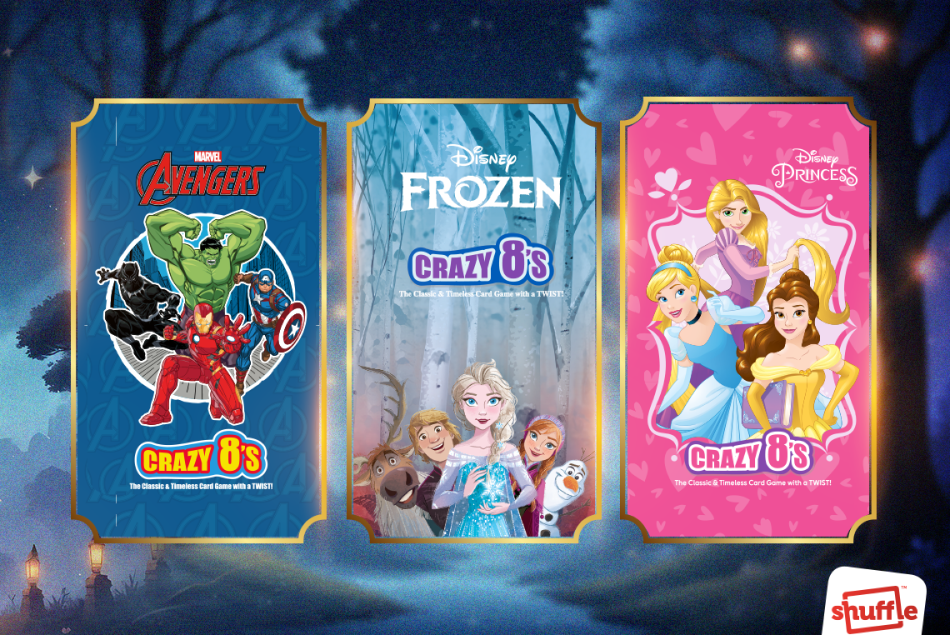 MARVEL
AVENGERS
CRAZY 8'S
The Classic & Timeless Card Game with a TWIST!
Disney
FROZEN
CRAZY 8'S
The Classic & Timeless Card Game with a TWIST!
Disney
PRINCESS
CRAZY 8'S
The Classic & Timeless Card Game with a TWIST!
shuffle™